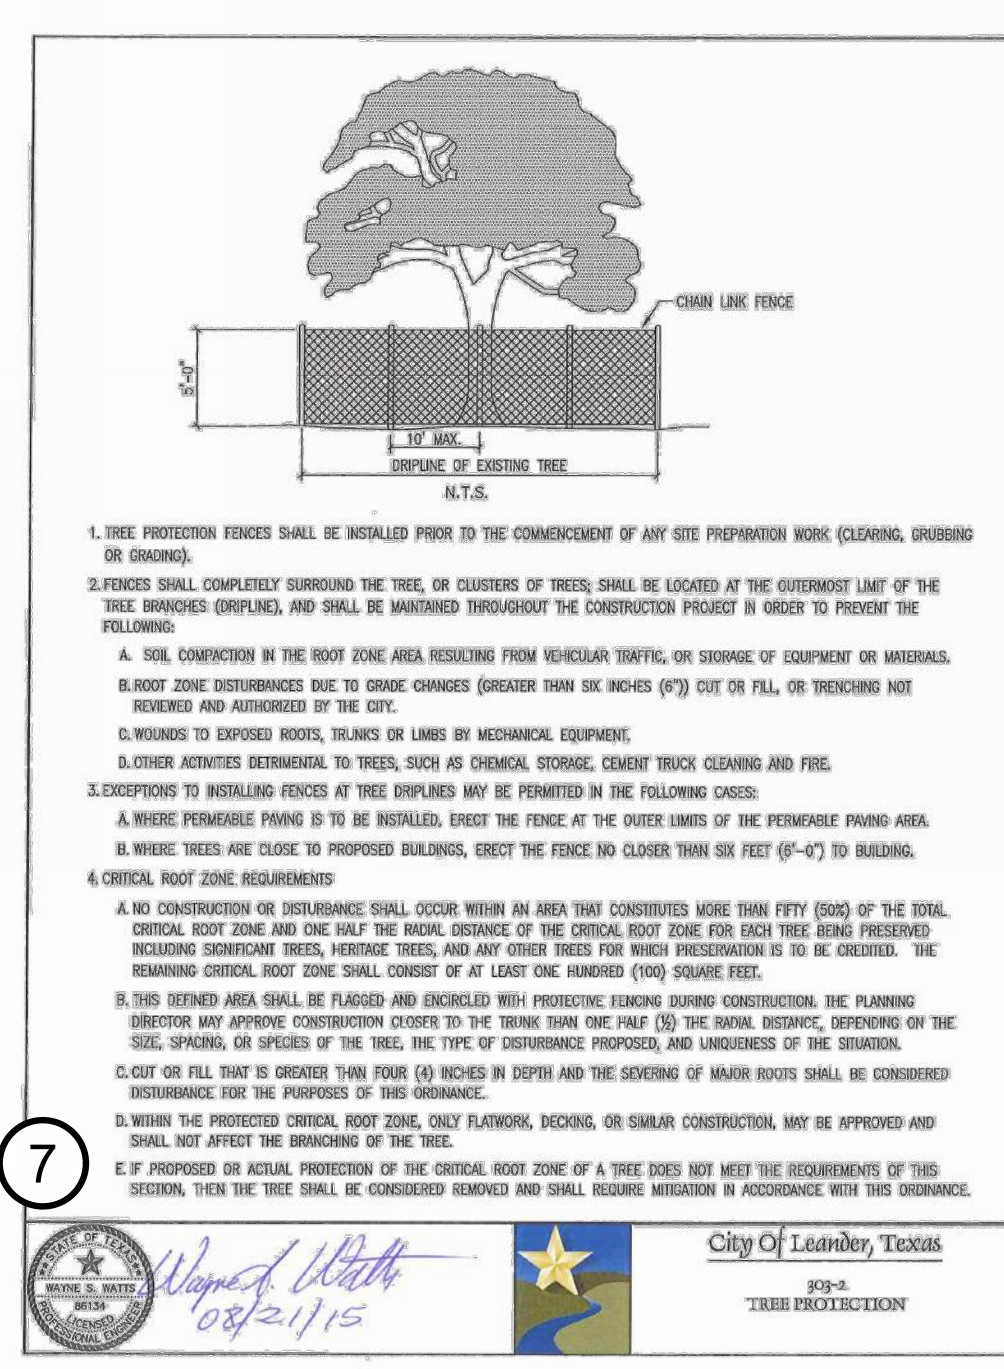 CHAIN LINK FENCE
5'-0"
10' MAX.
DRIPLINE OF EXISTING TREE
N.T.S.
1. TREE PROTECTION FENCES SHALL BE INSTALLED PRIOR TO THE COMMENCEMENT OF ANY SITE PREPARATION WORK (CLEARING, GRUBBING
OR GRADING).
2. FENCES SHALL COMPLETELY SURROUND THE TREE, OR CLUSTERS OF TREES; SHALL BE LOCATED AT THE OUTERMOST LIMIT OF THE
TREE BRANCHES (DRIPLINE), AND SHALL BE MAINTAINED THROUGHOUT THE CONSTRUCTION PROJECT IN ORDER TO PREVENT THE
FOLLOWING:
A. SOIL COMPACTION IN THE ROOT ZONE AREA RESULTING FROM VEHICULAR TRAFFIC, OR STORAGE OF EQUIPMENT OR MATERIALS.
B. ROOT ZONE DISTURBANCES DUE TO GRADE CHANGES (GREATER THAN SIX INCHES (6")) CUT OR FILL, OR TRENCHING NOT
REVIEWED AND AUTHORIZED BY THE CITY.
C. WOUNDS TO EXPOSED ROOTS, TRUNKS OR LIMBS BY MECHANICAL EQUIPMENT.
D. OTHER ACTIVITIES DETRIMENTAL TO TREES, SUCH AS CHEMICAL STORAGE, CEMENT TRUCK CLEANING AND FIRE.
3. EXCEPTIONS TO INSTALLING FENCES AT TREE DRIPLINES MAY BE PERMITTED IN THE FOLLOWING CASES:
A. WHERE PERMEABLE PAVING IS TO BE INSTALLED, ERECT THE FENCE AT THE OUTER LIMITS OF THE PERMEABLE PAVING AREA.
B. WHERE TREES ARE CLOSE TO PROPOSED BUILDINGS, ERECT THE FENCE NO CLOSER THAN SIX FEET (6'-0") TO BUILDING.
4. CRITICAL ROOT ZONE REQUIREMENTS
A. NO CONSTRUCTION OR DISTURBANCE SHALL OCCUR WITHIN AN AREA THAT CONSTITUTES MORE THAN FIFTY (50%) OF THE TOTAL
CRITICAL ROOT ZONE AND ONE HALF THE RADIAL DISTANCE OF THE CRITICAL ROOT ZONE FOR EACH TREE BEING PRESERVED
INCLUDING SIGNIFICANT TREES, HERITAGE TREES, AND ANY OTHER TREES FOR WHICH PRESERVATION IS TO BE CREDITED. THE
REMAINING CRITICAL ROOT ZONE SHALL CONSIST OF AT LEAST ONE HUNDRED (100) SQUARE FEET.
B. THIS DEFINED AREA SHALL BE FLAGGED AND ENCIRCLED WITH PROTECTIVE FENCING DURING CONSTRUCTION. THE PLANNING
DIRECTOR MAY APPROVE CONSTRUCTION CLOSER TO THE TRUNK THAN ONE HALF (½) THE RADIAL DISTANCE, DEPENDING ON THE
SIZE, SPACING, OR SPECIES OF THE TREE, THE TYPE OF DISTURBANCE PROPOSED, AND UNIQUENESS OF THE SITUATION.
C. CUT OR FILL THAT IS GREATER THAN FOUR (4) INCHES IN DEPTH AND THE SEVERING OF MAJOR ROOTS SHALL BE CONSIDERED
DISTURBANCE FOR THE PURPOSES OF THIS ORDINANCE.
D. WITHIN THE PROTECTED CRITICAL ROOT ZONE, ONLY FLATWORK, DECKING, OR SIMILAR CONSTRUCTION, MAY BE APPROVED AND
SHALL NOT AFFECT THE BRANCHING OF THE TREE.
7
E. IF PROPOSED OR ACTUAL PROTECTION OF THE CRITICAL ROOT ZONE OF A TREE DOES NOT MEET THE REQUIREMENTS OF THIS
SECTION, THEN THE TREE SHALL BE CONSIDERED REMOVED AND SHALL REQUIRE MITIGATION IN ACCORDANCE WITH THIS ORDINANCE.
STATE OF TEXAS
WAYNE S. WATTS
86134
LICENSED
PROFESSIONAL ENGINEER
Wayne S. Watts
08/21/15
City Of Leander, Texas
303-2
TREE PROTECTION